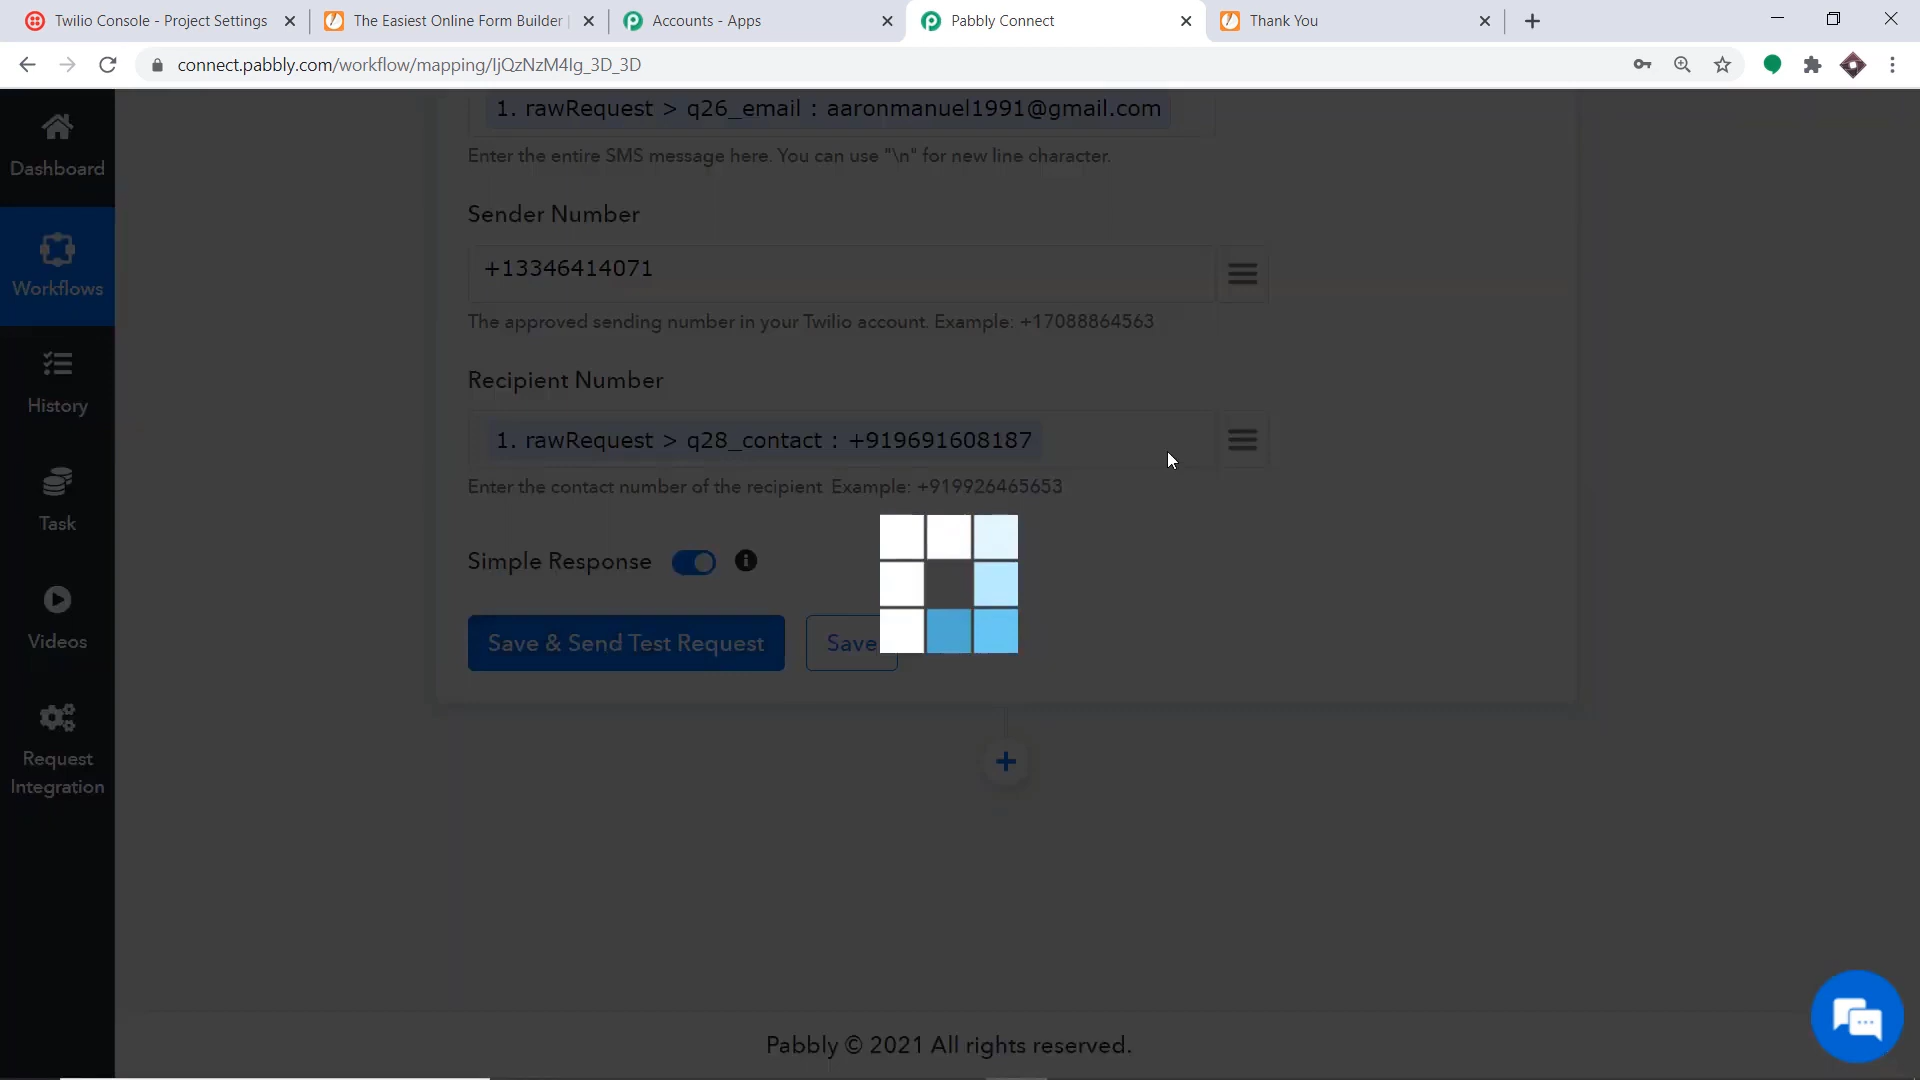 Twilio Console - Project Settings
The Easiest Online Form Builder
Accounts - Apps
Pabbly Connect
Thank You
connect.pabbly.com/workflow/mapping/IjQzNzM4Ig_3D_3D
Dashboard
Workflows
History
Task
Videos
Request
Integration
1. rawRequest > q26_email : aaronmanuel1991@gmail.com
Enter the entire SMS message here. You can use "\n" for new line character.
Sender Number
+13346414071
The approved sending number in your Twilio account. Example: +17088864563
Recipient Number
1. rawRequest > q28_contact : +919691608187
Enter the contact number of the recipient Example: +919926465653
Simple Response
Save & Send Test Request
Save
Pabbly © 2021 All rights reserved.